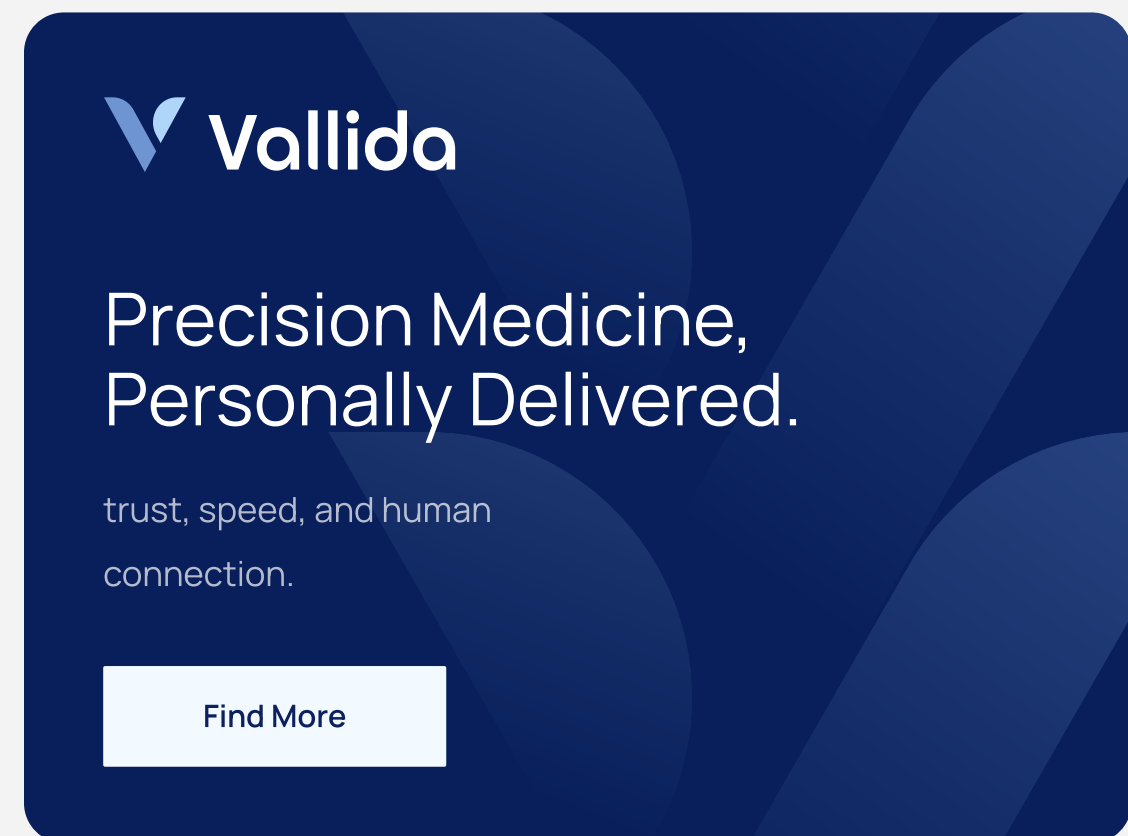 Vallida
Precision Medicine,
Personally Delivered.
trust, speed, and human
connection.
Find More